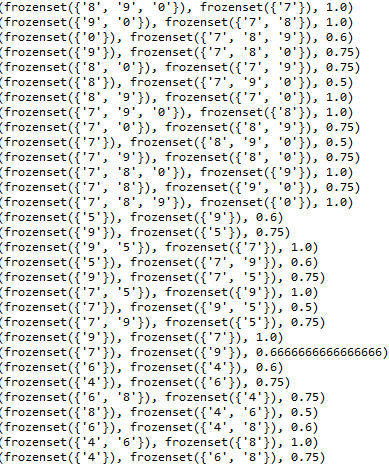 (frozenset({'8', '9', '0'}), frozenset({'7'}), 1.0)
(frozenset({'9', '0'}), frozenset({'7', '8'}), 1.0)
(frozenset({'0'}), frozenset({'7', '8', '9'}), 0.6)
(frozenset({'9'}), frozenset({'7', '8', '0'}), 0.75)
(frozenset({'8', '0'}), frozenset({'7', '9'}), 0.75)
(frozenset({'8'}), frozenset({'7', '9', '0'}), 0.5)
(frozenset({'8', '9'}), frozenset({'7', '0'}), 1.0)
(frozenset({'7', '9', '0'}), frozenset({'8'}), 1.0)
(frozenset({'7', '0'}), frozenset({'8', '9'}), 0.75)
(frozenset({'7'}), frozenset({'8', '9', '0'}), 0.5)
(frozenset({'7', '9'}), frozenset({'8', '0'}), 0.75)
(frozenset({'7', '8', '0'}), frozenset({'9'}), 1.0)
(frozenset({'7', '8'}), frozenset({'9', '0'}), 0.75)
(frozenset({'7', '8', '9'}), frozenset({'0'}), 1.0)
(frozenset({'5'}), frozenset({'9'}), 0.6)
(frozenset({'9'}), frozenset({'5'}), 0.75)
(frozenset({'9', '5'}), frozenset({'7'}), 1.0)
(frozenset({'5'}), frozenset({'7', '9'}), 0.6)
(frozenset({'9'}), frozenset({'7', '5'}), 0.75)
(frozenset({'7', '5'}), frozenset({'9'}), 1.0)
(frozenset({'7'}), frozenset({'9', '5'}), 0.5)
(frozenset({'7', '9'}), frozenset({'5'}), 0.75)
(frozenset({'9'}), frozenset({'7'}), 1.0)
(frozenset({'7'}), frozenset({'9'}), 0.6666666666666666)
(frozenset({'6'}), frozenset({'4'}), 0.6)
(frozenset({'4'}), frozenset({'6'}), 0.75)
(frozenset({'6', '8'}), frozenset({'4'}), 0.75)
(frozenset({'8'}), frozenset({'4', '6'}), 0.5)
(frozenset({'6'}), frozenset({'4', '8'}), 0.6)
(frozenset({'4', '6'}), frozenset({'8'}), 1.0)
(frozenset({'4'}), frozenset({'6', '8'}), 0.75)